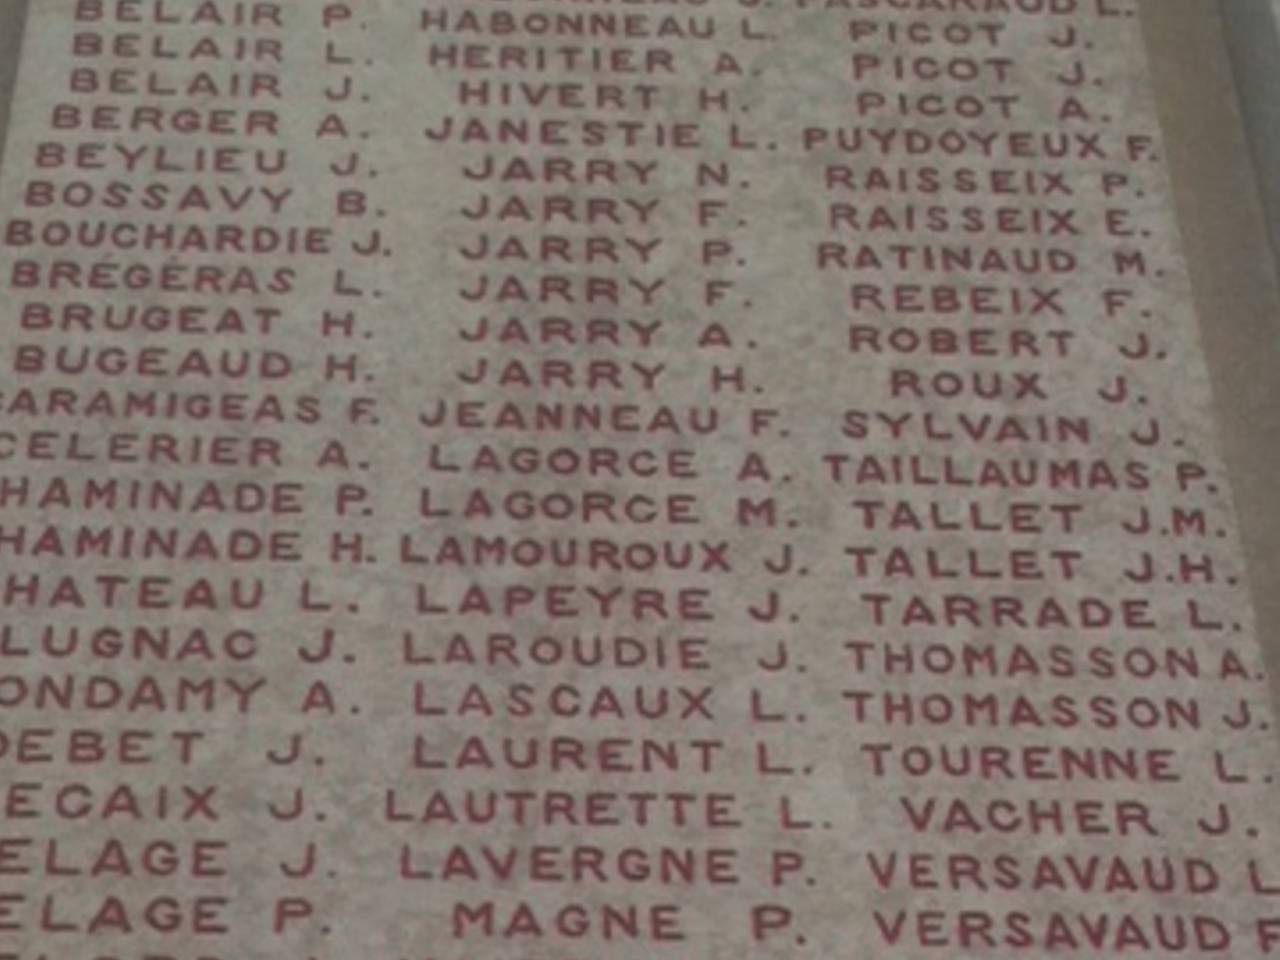 BELAIR P.
BELAIR L.
BELAIR J.
BERGER A.
BEYLIEU J.
BOSSAVY B.
BOUCHARDIE J.
BRÉGÉRAS L.
BRUGEAT H.
BUGEAUD H.
ARAMIGEAS F.
CELERIER A.
HAMINADE P.
HAMINADE H.
HATEAU L.
LUGNAC J.
ONDAMY A.
DEBET J.
ECAIX J.
ELAGE J.
ELAGE P.
HABONNEAU L.
HERITIER A.
HIVERT H.
JANESTIE L.
JARRY N.
JARRY F.
JARRY P.
JARRY F.
JARRY A.
JARRY H.
JEANNEAU F.
LAGORCE A.
LAGORCE M.
LAMOUROUX J.
LAPEYRE J.
LAROUDIE J.
LASCAUX L.
LAURENT L.
LAUTRETTE L.
LAVERGNE P.
MAGNE P.
PICOT J.
PICOT J.
PICOT A.
PUYDOYEUX F.
RAISSEIX P.
RAISSEIX E.
RATINAUD M.
REBEIX F.
ROBERT J.
ROUX J.
SYLVAIN J.
TAILLAUMAS P.
TALLET J.M.
TALLET J.H.
TARRADE L.
THOMASSON A.
THOMASSON J.
TOURENNE L.
VACHER J.
VERSAVAUD L
VERSAVAUD F